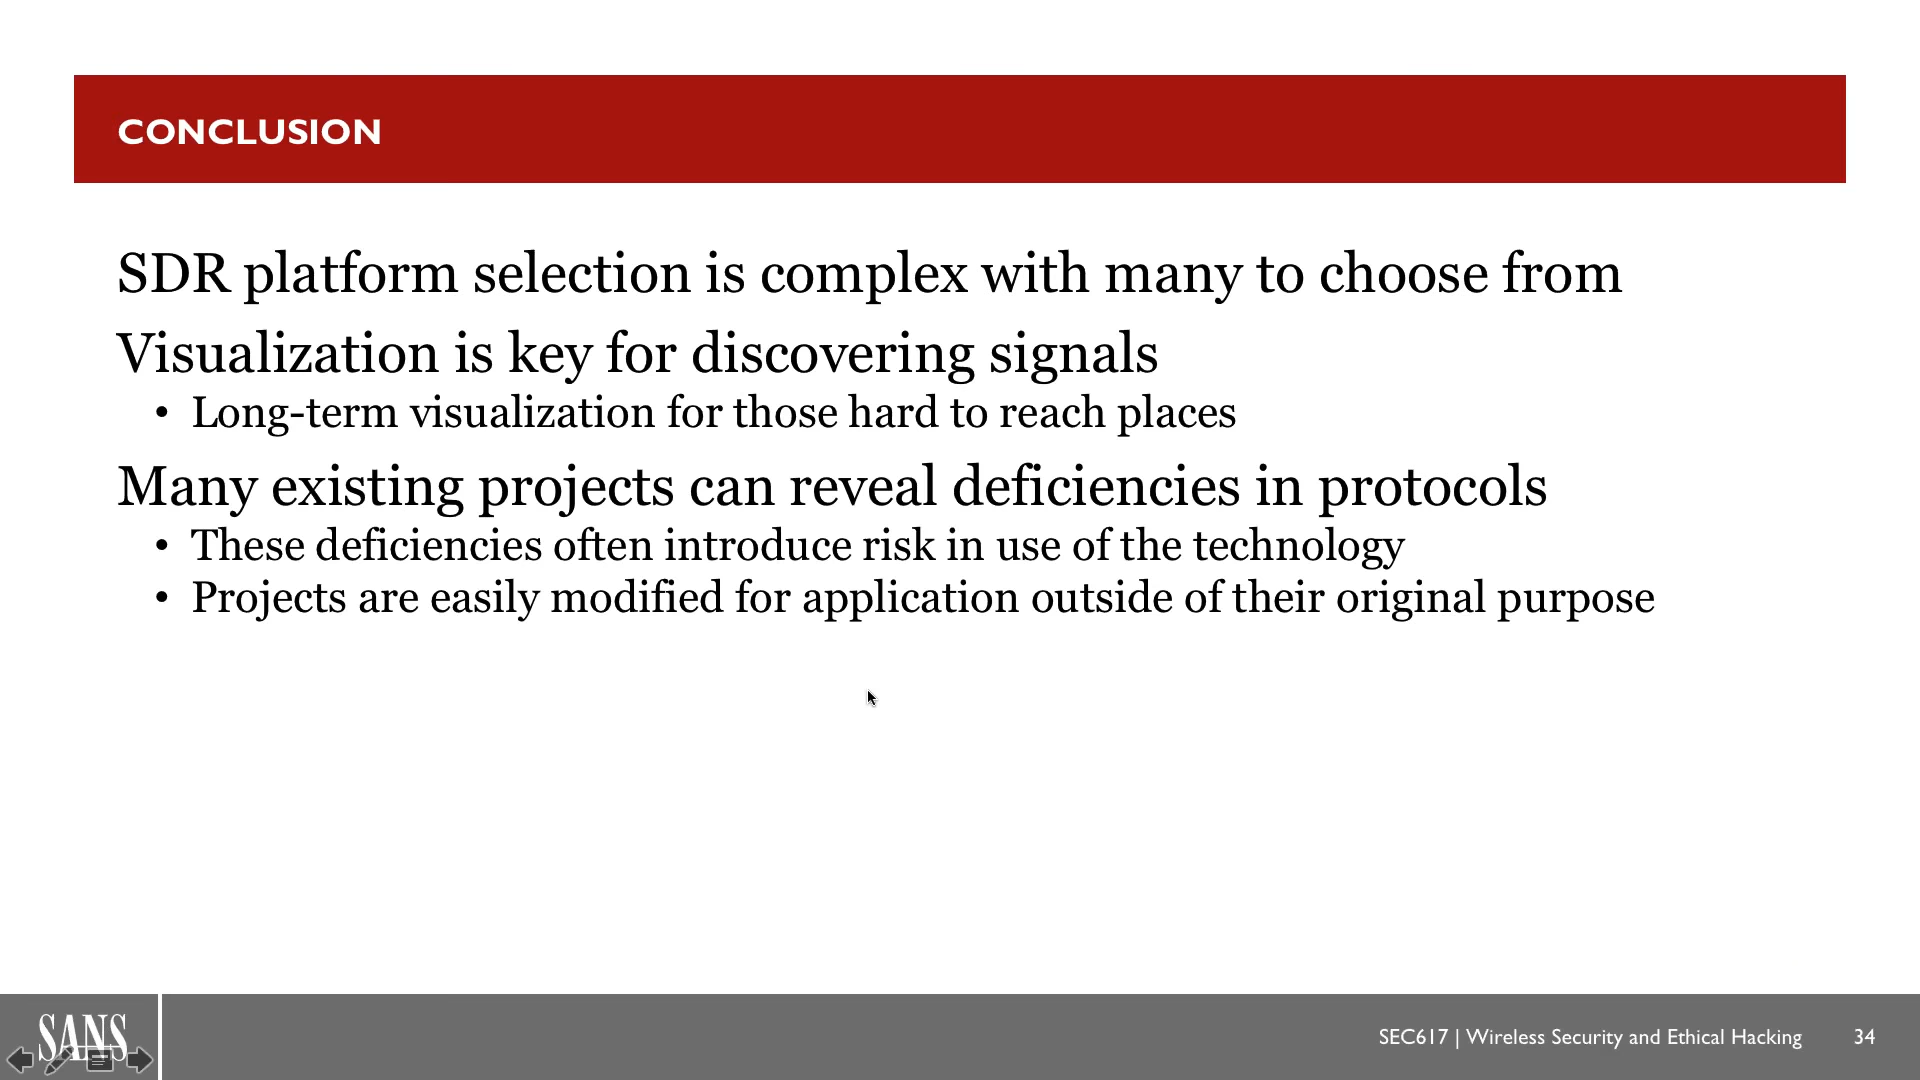 CONCLUSION
SDR platform selection is complex with many to choose from
Visualization is key for discovering signals
• Long-term visualization for those hard to reach places
Many existing projects can reveal deficiencies in protocols
• These deficiencies often introduce risk in use of the technology
• Projects are easily modified for application outside of their original purpose
SANS
SEC617 | Wireless Security and Ethical Hacking 34